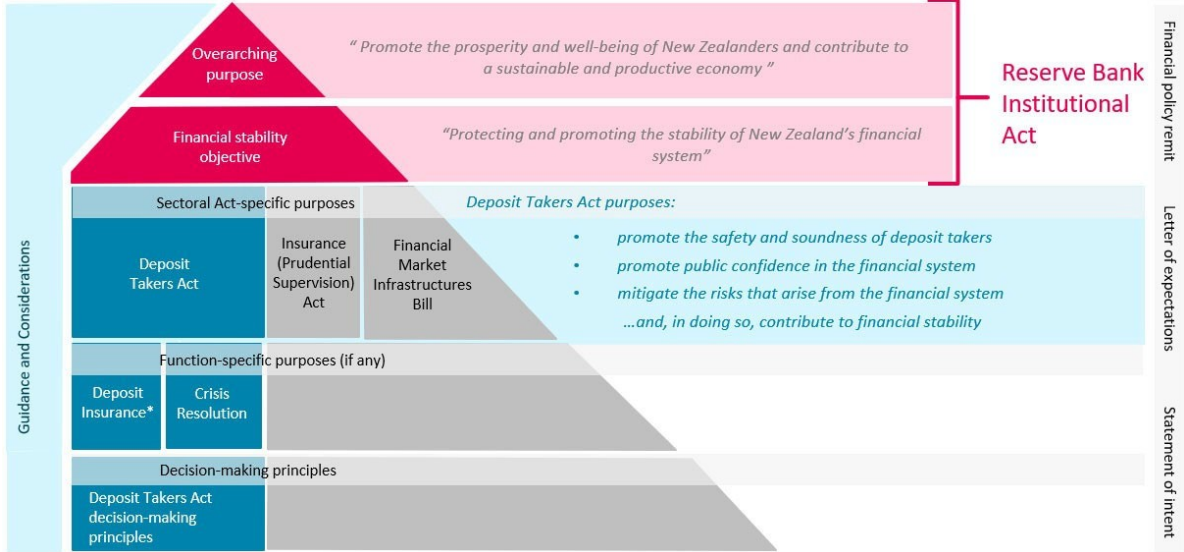 Overarching
purpose
“ Promote the prosperity and well-being of New Zealanders and contribute to
a sustainable and productive economy ”
Financial stability
objective
“Protecting and promoting the stability of New Zealand’s financial
system”
Reserve Bank
Institutional
Act
Sectoral Act-specific purposes
Deposit Takers Act purposes:
Deposit
Takers Act
Insurance
(Prudential
Supervision)
Act
Financial
Market
Infrastructures
Bill
• promote the safety and soundness of deposit takers
• promote public confidence in the financial system
• mitigate the risks that arise from the financial system
…and, in doing so, contribute to financial stability
Function-specific purposes (if any)
Deposit
Insurance*
Crisis
Resolution
Decision-making principles
Deposit Takers Act
decision-making
principles
Guidance and Considerations
Financial policy remit
Letter of expectations
Statement of intent